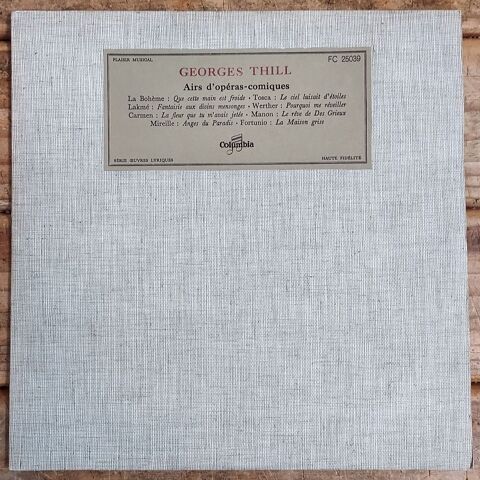 PLAISIR MUSICAL
FC 25039
GEORGES THILL
Airs d'opéras-comiques
La Bohème : Que cette main est froide • Tosca : Le ciel luisait d'étoiles
Lakmé : Fantaisie aux divins mensonges • Werther : Pourquoi me réveiller
Carmen : La fleur que tu m'avais jetée • Manon : Le rêve de Des Grieux
Mireille : Anges du Paradis • Fortunio : La Maison grise
Columbia
SÉRIE ŒUVRES LYRIQUES
HAUTE FIDÉLITÉ